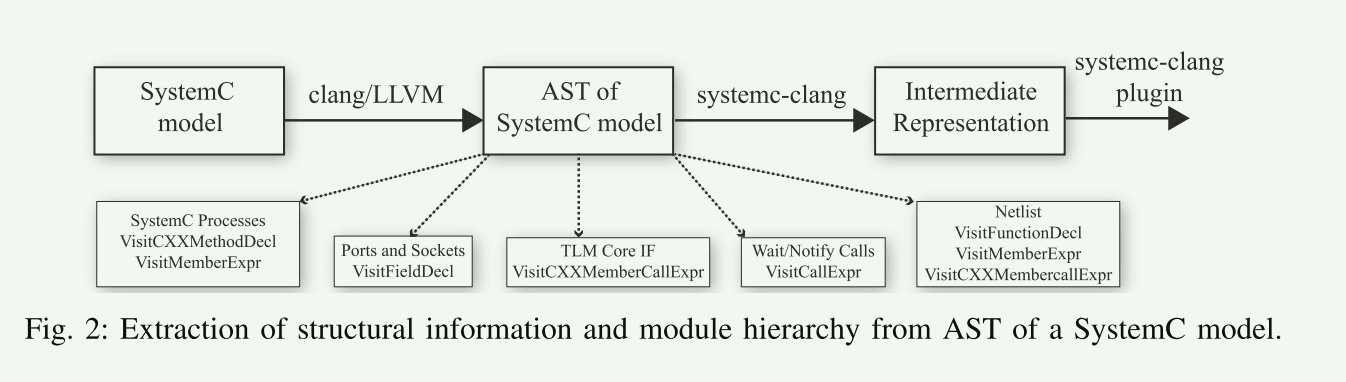 SystemC
model
clang/LLVM
AST of
SystemC model
systemc-clang
Intermediate
Representation
systemc-clang
plugin
SystemC Processes
VisitCXXMethodDecl
VisitMemberExpr
Ports and Sockets
VisitFieldDecl
TLM Core IF
VisitCXXMemberCallExpr
Wait/Notify Calls
VisitCallExpr
Netlist
VisitFunctionDecl
VisitMemberExpr
VisitCXXMembercallExpr
Fig. 2: Extraction of structural information and module hierarchy from AST of a SystemC model.